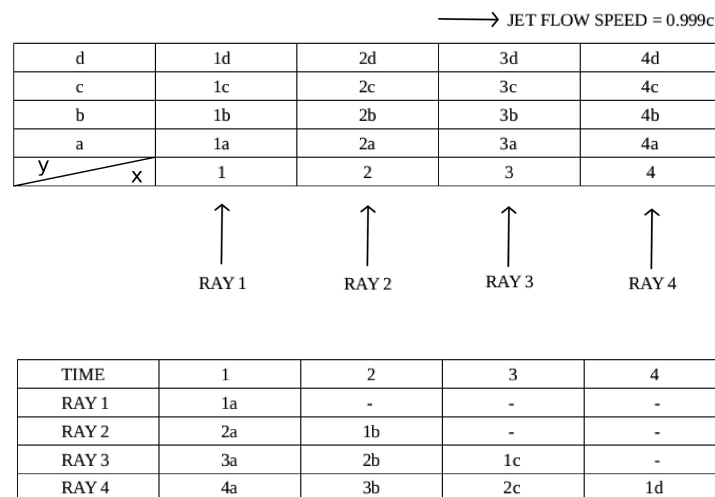 JET FLOW SPEED = 0.999c
d 1d 2d 3d 4d
c 1c 2c 3c 4c
b 1b 2b 3b 4b
a 1a 2a 3a 4a
y x 1 2 3 4
RAY 1 RAY 2 RAY 3 RAY 4
TIME 1 2 3 4
RAY 1 1a - - -
RAY 2 2a 1b - -
RAY 3 3a 2b 1c -
RAY 4 4a 3b 2c 1d